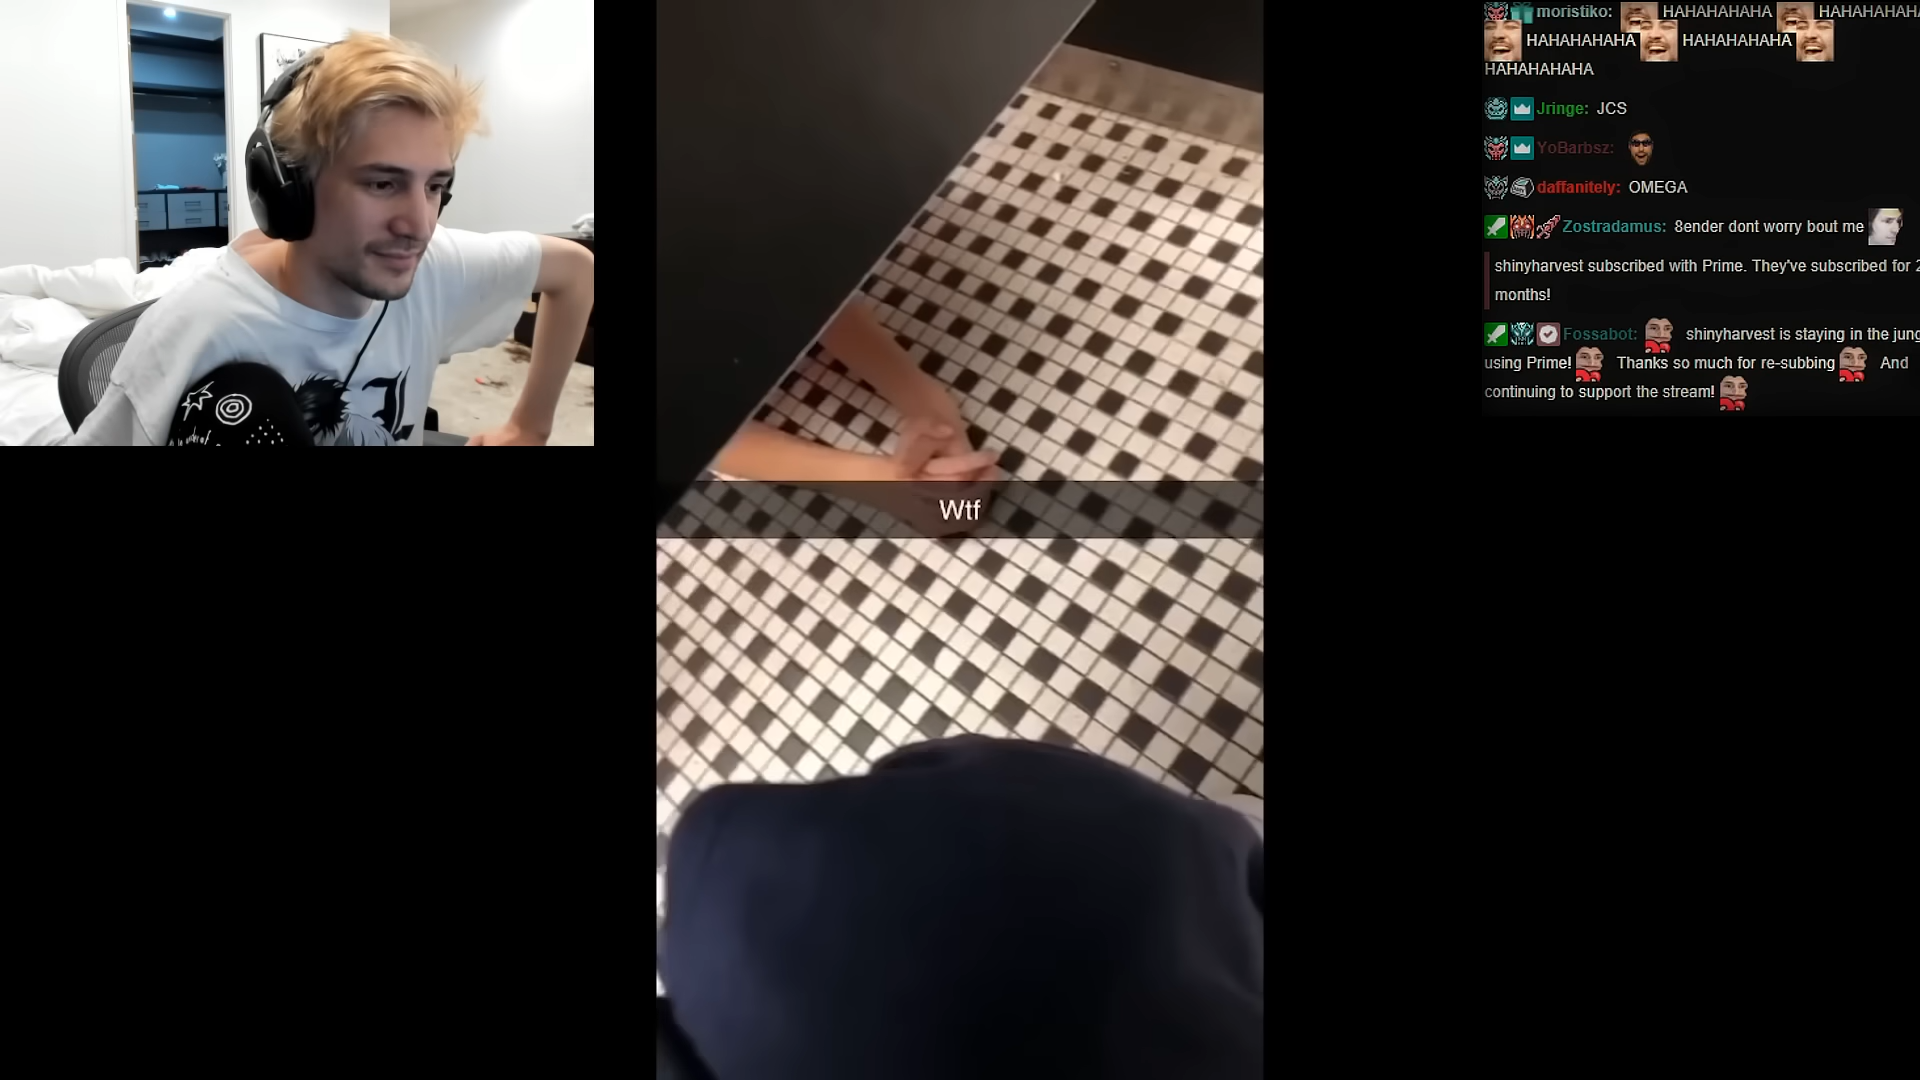 moristiko: HAHAHAHAHA HAHAHAHAHA
HAHAHAHAHA HAHAHAHAHA
HAHAHAHAHA
Jringe: JCS
YoBarbsz:
daffanitely: OMEGA
Zostradamus: 8ender dont worry bout me
shinyharvest subscribed with Prime. They've subscribed for 2
months!
Fossabot: shinyharvest is staying in the jung
using Prime! Thanks so much for re-subbing And
continuing to support the stream!
Wtf